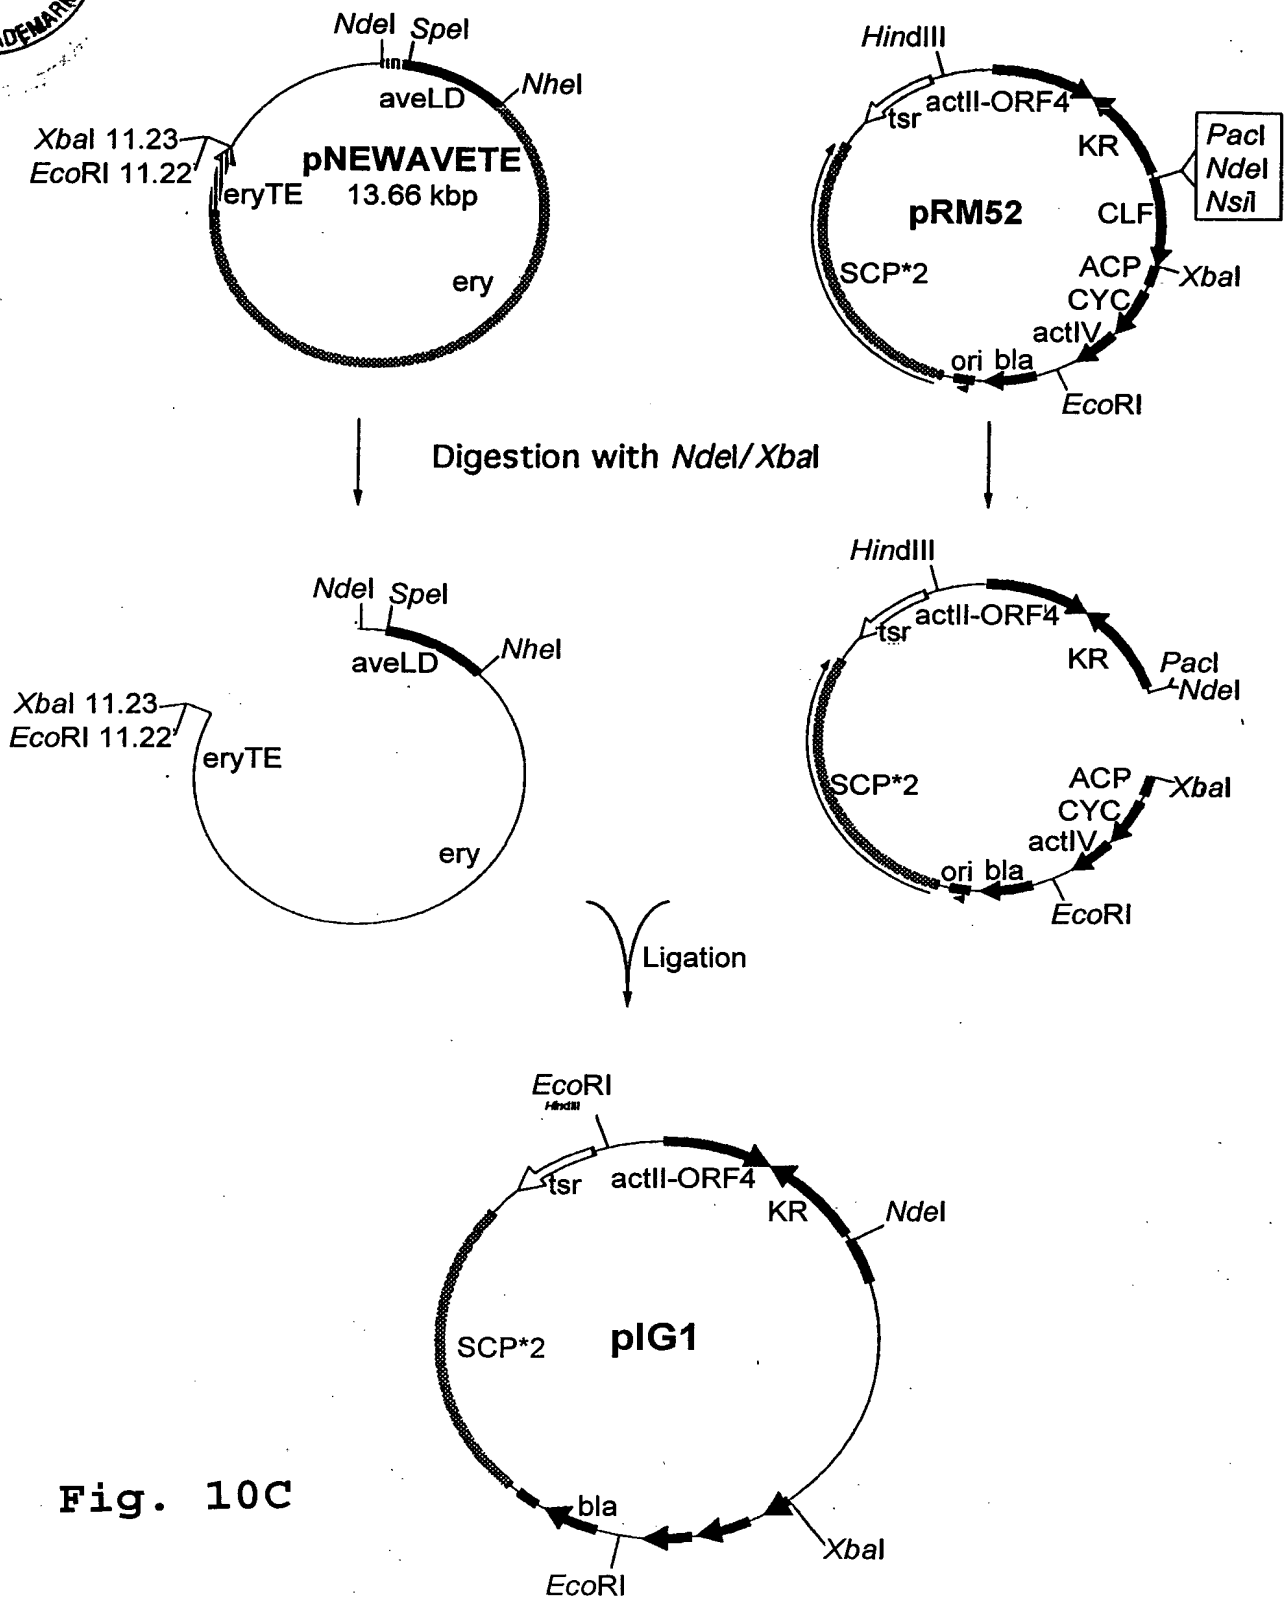 DEMARK
NdeI SpeI
aveLD
NheI
XbaI 11.23
EcoRI 11.22
eryTE
pNEWAVETE
13.66 kbp
ery
HindIII
tsr
actII-ORF4
KR
PacI
NdeI
NsiI
pRM52
CLF
SCP*2
ACP
XbaI
CYC
actIV
ori bla
EcoRI
Digestion with NdeI/XbaI
NdeI SpeI
aveLD
NheI
XbaI 11.23
EcoRI 11.22
eryTE
ery
HindIII
tsr
actII-ORF4
KR
PacI
NdeI
SCP*2
ACP
XbaI
CYC
actIV
ori bla
EcoRI
Ligation
EcoRI
HindIII
tsr
actII-ORF4
KR
NdeI
SCP*2
pIG1
bla
XbaI
EcoRI
Fig. 10C